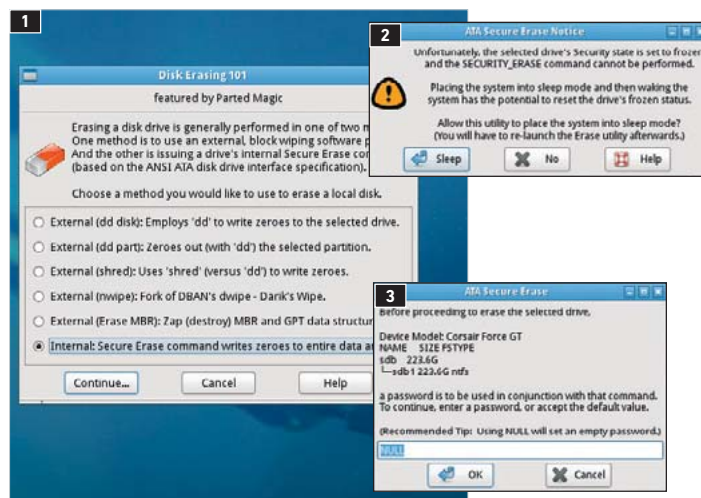 1
Disk Erasing 101
featured by Parted Magic
Erasing a disk drive is generally performed in one of two
One method is to use an external, block wiping software
And the other is issuing a drive's internal Secure Erase
(based on the ANSI ATA disk drive interface specification).
Choose a method you would like to use to erase a local disk.
External (dd disk): Employs 'dd' to write zeroes to the selected drive.
External (dd part): Zeroes out (with 'dd') the selected partition.
External (shred): Uses 'shred' (versus 'dd') to write zeroes.
External (nwipe): Fork of DBAN's dwipe - Darik's Wipe.
External (Erase MBR): Zap (destroy) MBR and GPT data
Internal: Secure Erase command writes zeroes to entire data
Continue...
Cancel
Help
2
ATA Secure Erase Notice
Unfortunately, the selected drive's Security state is set to frozen
and the SECURITY_ERASE command cannot be performed.
Placing the system into sleep mode and then waking the
system has the potential to reset the drive's frozen status.
Allow this utility to place the system into sleep mode?
(You will have to re-launch the Erase utility afterwards.)
Sleep
No
Help
3
ATA Secure Erase
Before proceeding to erase the selected drive,
Device Model: Corsair Force GT
NAME SIZE FSTYPE
sdb 223.6G
sdb1 223.6G ntfs
a password is to be used in conjunction with that command.
To continue, enter a password, or accept the default value.
(Recommended Tip: Using NULL will set an empty password.)
NULL
OK
Cancel